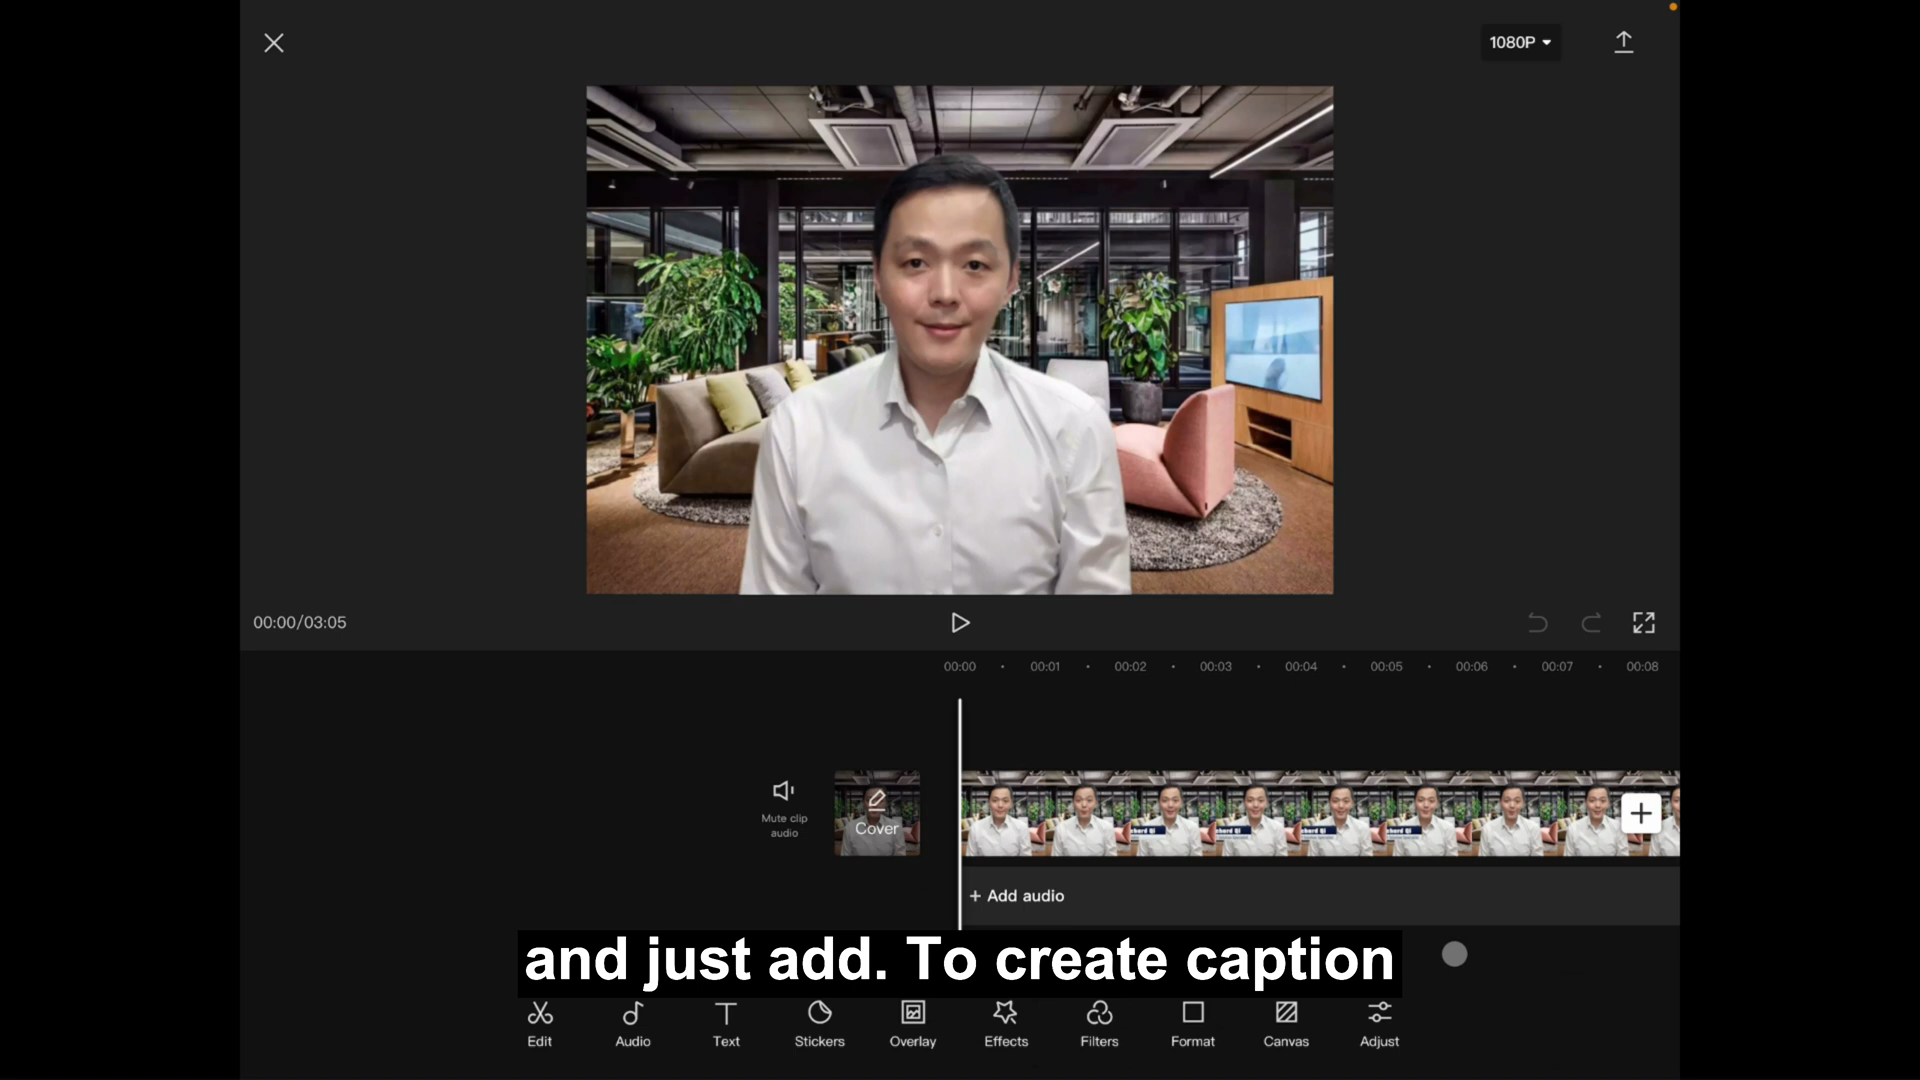 1080P
00:00/03:05
00:00 00:01 00:02 00:03 00:04 00:05 00:06 00:07 00:08
Mute clip
audio
Cover
+ Add audio
and just add. To create caption
Edit Audio Text Stickers Overlay Effects Filters Format Canvas Adjust